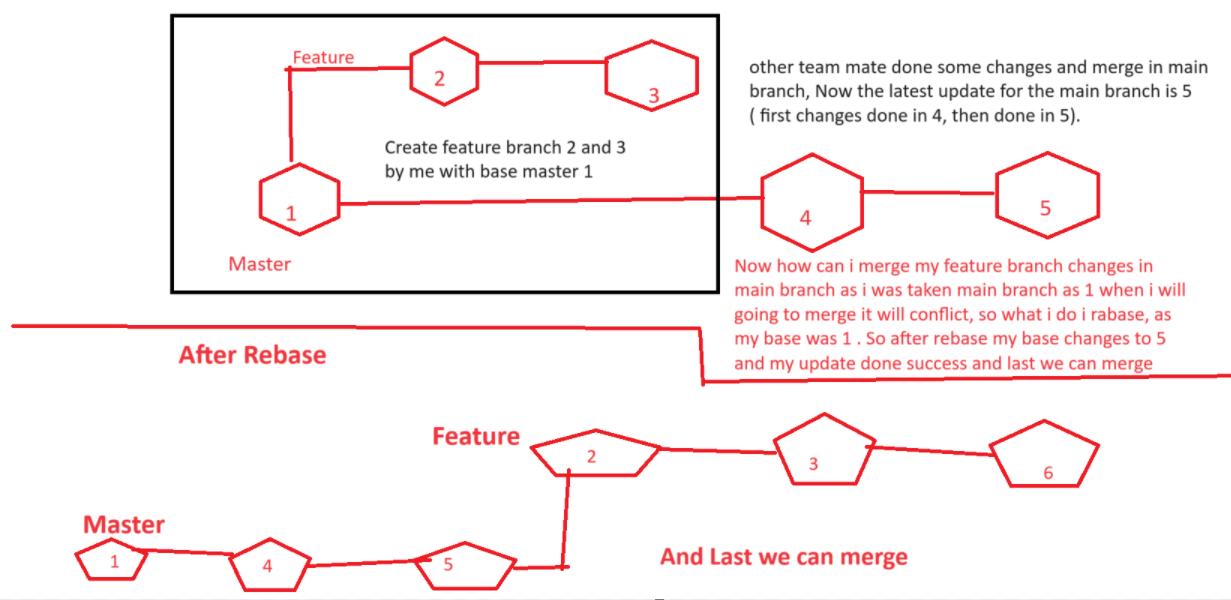 Feature
2
3
Create feature branch 2 and 3
by me with base master 1
1
Master
other team mate done some changes and merge in main
branch, Now the latest update for the main branch is 5
( first changes done in 4, then done in 5).
4
5
Now how can i merge my feature branch changes in
main branch as i was taken main branch as 1 when i will
going to merge it will conflict, so what i do i rabase, as
my base was 1 . So after rebase my base changes to 5
and my update done success and last we can merge
After Rebase
Feature
2
3
6
Master
1
4
5
And Last we can merge